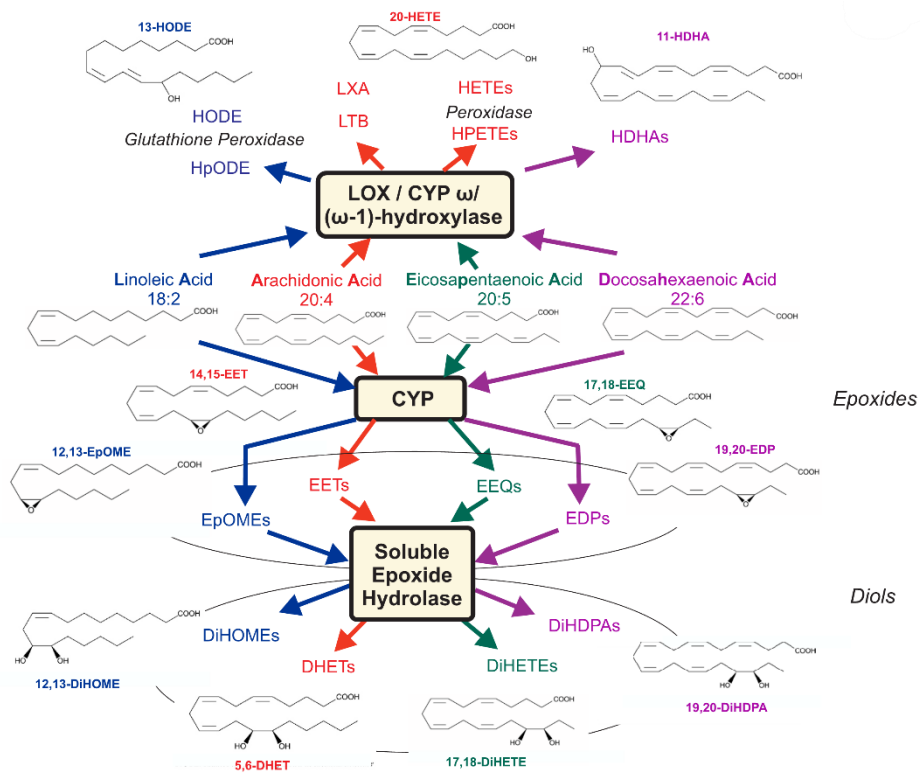 13-HODE
COOH
OH
20-HETE
COOH
OH
11-HDHA
HO
COOH
LXA
LTB
HETEs
Peroxidase
HPETEs
HODE
Glutathione Peroxidase
HpODE
HDHAs
LOX / CYP ω/
(ω-1)-hydroxylase
Linoleic Acid
18:2
COOH
Arachidonic Acid
20:4
COOH
Eicosapentaenoic Acid
20:5
COOH
Docosahexaenoic Acid
22:6
COOH
CYP
14,15-EET
COOH
O
17,18-EEQ
COOH
O
Epoxides
12,13-EpOME
COOH
O
19,20-EDP
COOH
O
EpOMEs
EETs
EEQs
EDPs
Soluble
Epoxide
Hydrolase
Diols
DiHOMEs
DHETs
DiHETEs
DiHDPAs
COOH
HO
OH
12,13-DiHOME
COOH
HO
OH
5,6-DHET
COOH
HO
OH
17,18-DiHETE
COOH
HO
OH
19,20-DiHDPA